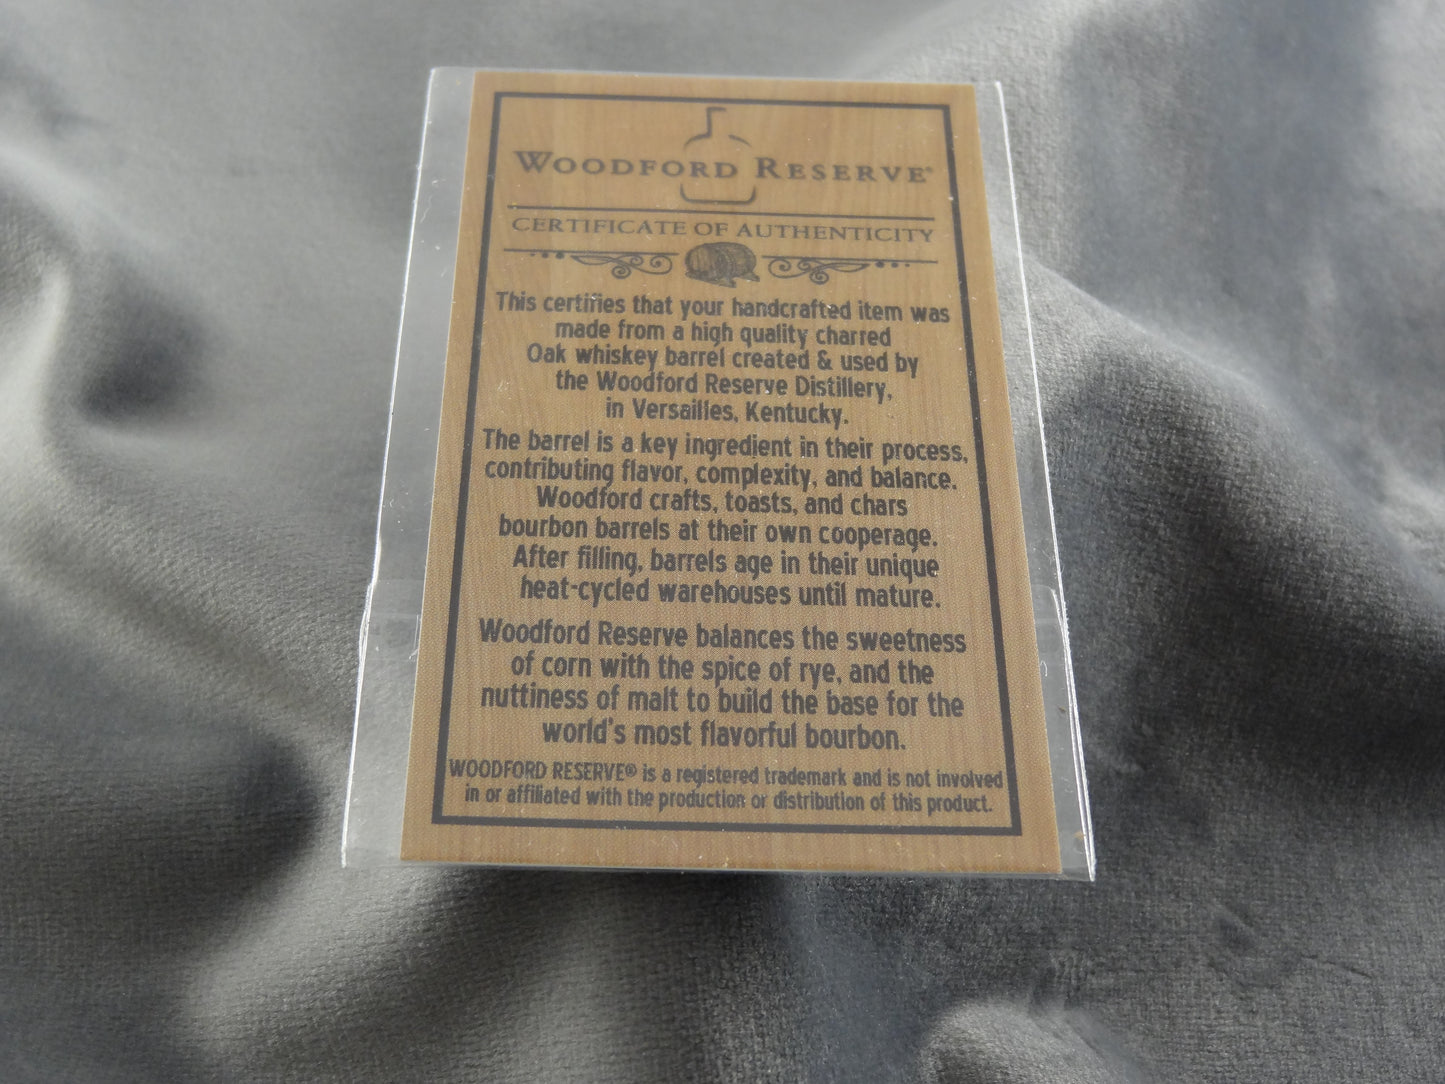 WOODFORD RESERVE®
CERTIFICATE OF AUTHENTICITY
This certifies that your handcrafted item was
made from a high quality charred
Oak whiskey barrel created & used by
the Woodford Reserve Distillery,
in Versailles, Kentucky.
The barrel is a key ingredient in their process,
contributing flavor, complexity, and balance.
Woodford crafts, toasts, and chars
bourbon barrels at their own cooperage.
After filling, barrels age in their unique
heat-cycled warehouses until mature.
Woodford Reserve balances the sweetness
of corn with the spice of rye, and the
nuttiness of malt to build the base for the
world's most flavorful bourbon.
WOODFORD RESERVE® is a registered trademark and is not involved
in or affiliated with the production or distribution of this product.